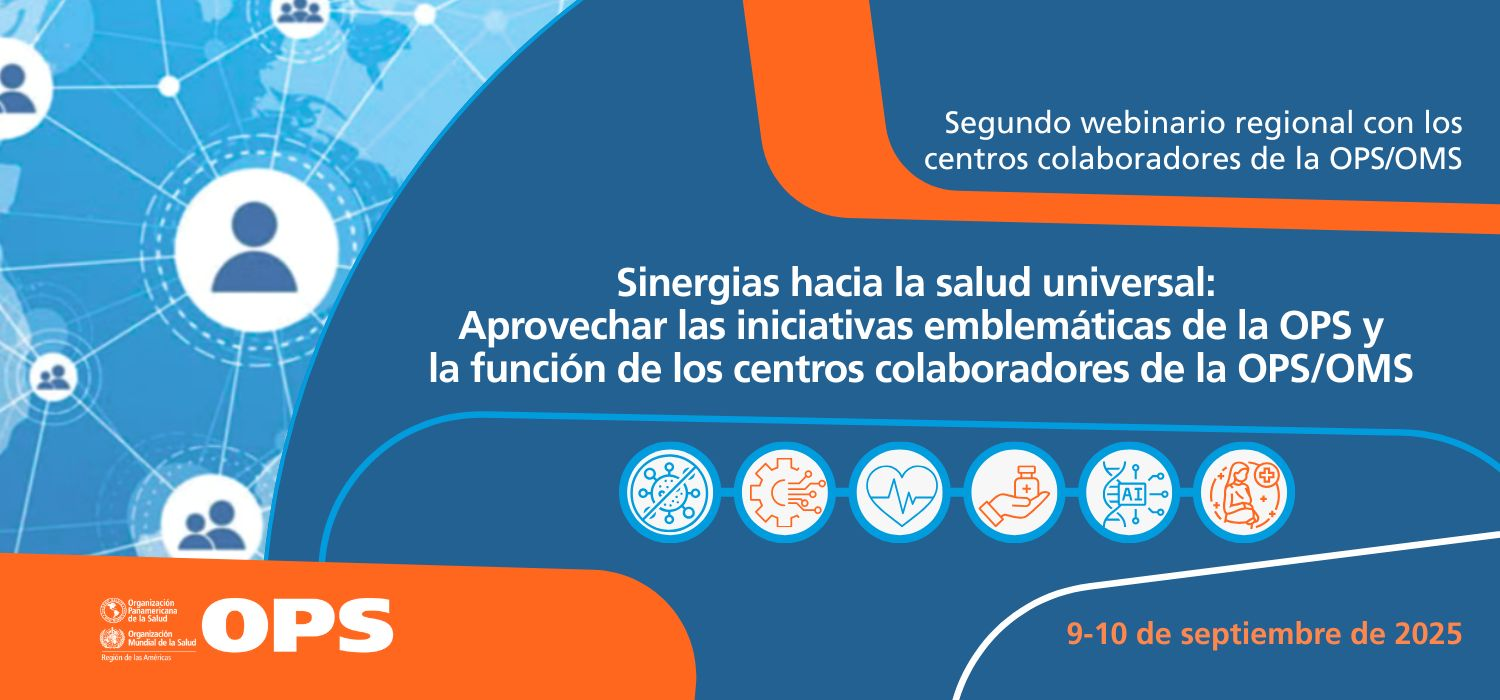 Segundo webinario regional con los
centros colaboradores de la OPS/OMS
Sinergias hacia la salud universal:
Aprovechar las iniciativas emblemáticas de la OPS y
la función de los centros colaboradores de la OPS/OMS
AI
Organización
Panamericana
de la Salud
Organización
Mundial de la Salud
Región de las Américas
OPS
9-10 de septiembre de 2025